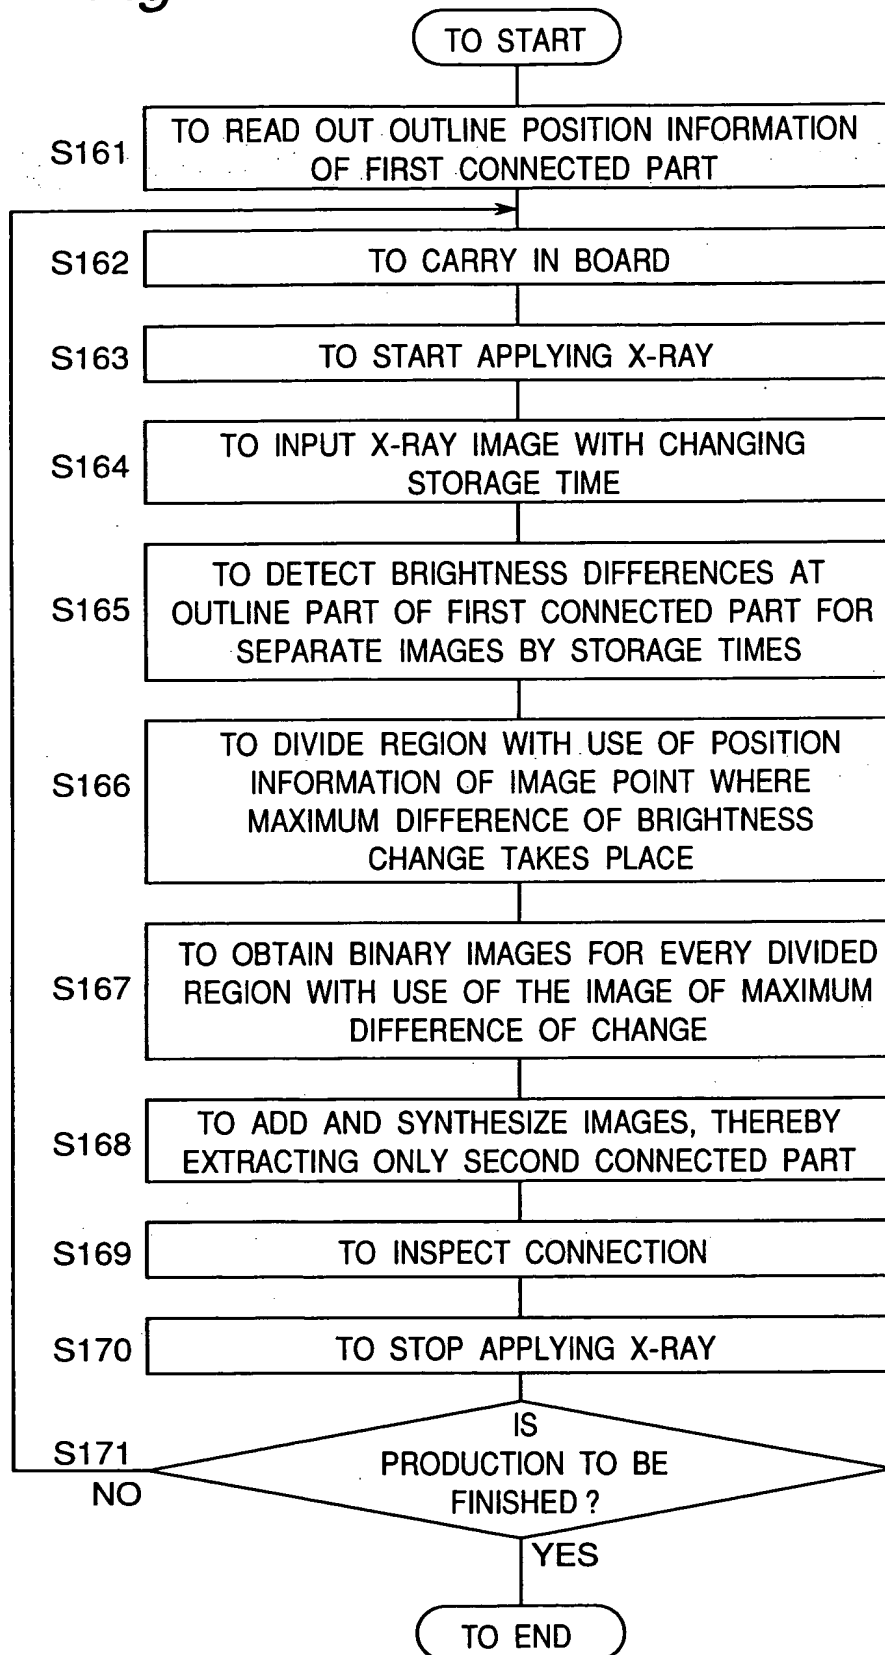 TO START
S161
TO READ OUT OUTLINE POSITION INFORMATION
OF FIRST CONNECTED PART
S162
TO CARRY IN BOARD
S163
TO START APPLYING X-RAY
S164
TO INPUT X-RAY IMAGE WITH CHANGING
STORAGE TIME
S165
TO DETECT BRIGHTNESS DIFFERENCES AT
OUTLINE PART OF FIRST CONNECTED PART FOR
SEPARATE IMAGES BY STORAGE TIMES
S166
TO DIVIDE REGION WITH USE OF POSITION
INFORMATION OF IMAGE POINT WHERE
MAXIMUM DIFFERENCE OF BRIGHTNESS
CHANGE TAKES PLACE
S167
TO OBTAIN BINARY IMAGES FOR EVERY DIVIDED
REGION WITH USE OF THE IMAGE OF MAXIMUM
DIFFERENCE OF CHANGE
S168
TO ADD AND SYNTHESIZE IMAGES, THEREBY
EXTRACTING ONLY SECOND CONNECTED PART
S169
TO INSPECT CONNECTION
S170
TO STOP APPLYING X-RAY
S171
IS
PRODUCTION TO BE
FINISHED ?
NO
YES
TO END